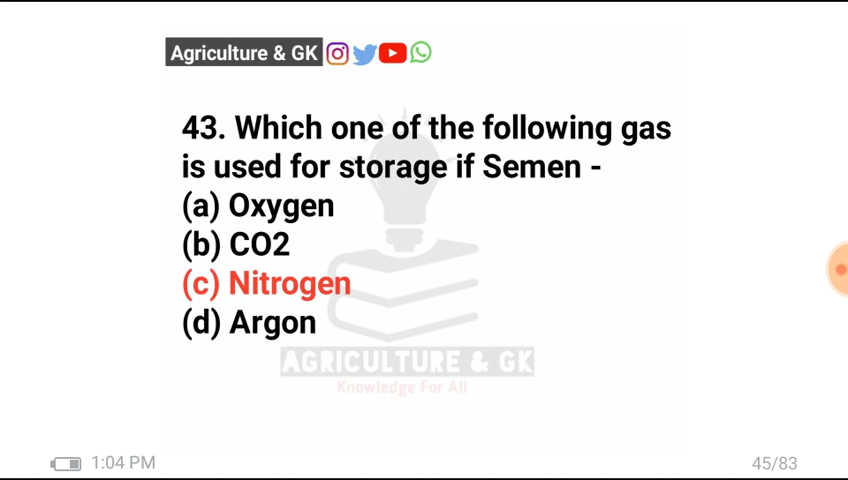 Agriculture & GK
43. Which one of the following gas
is used for storage if Semen -
(a) Oxygen
(b) CO2
(c) Nitrogen
(d) Argon
AGRICULTURE & GK
Knowledge For All
1:04 PM
45/83